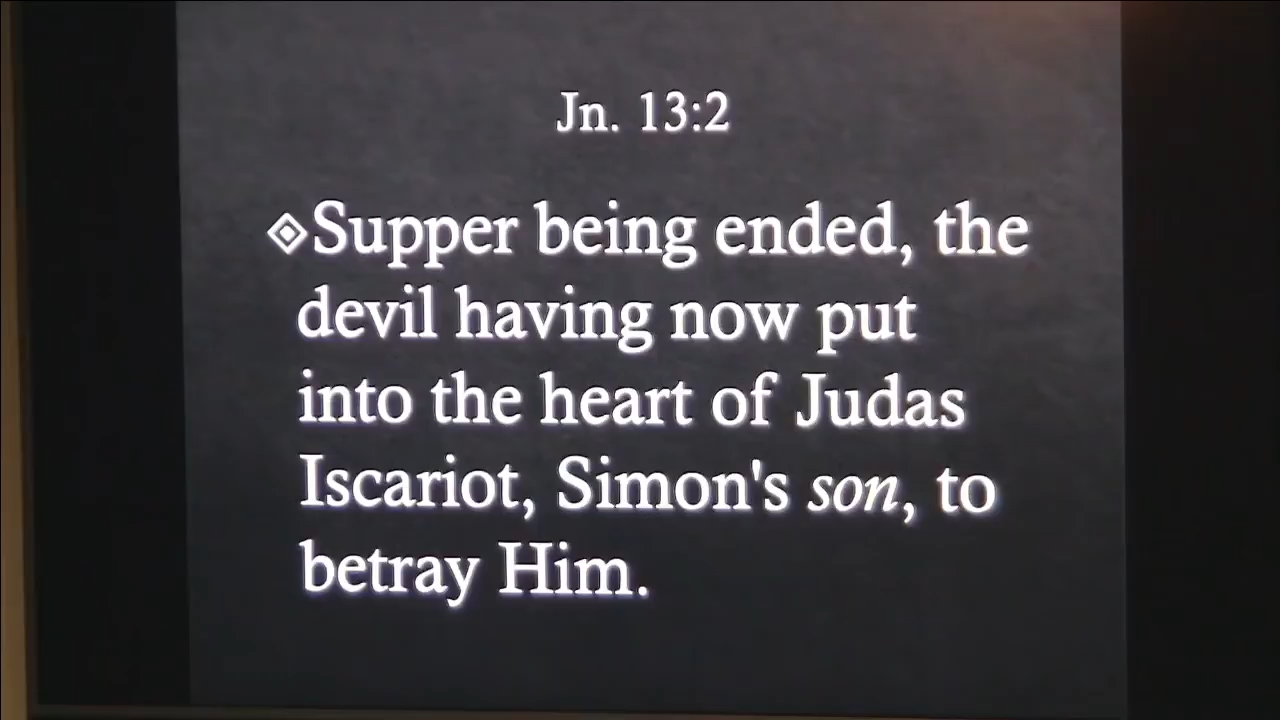 Jn. 13:2
Supper being ended, the
devil having now put
into the heart of Judas
Iscariot, Simon's son, to
betray Him.